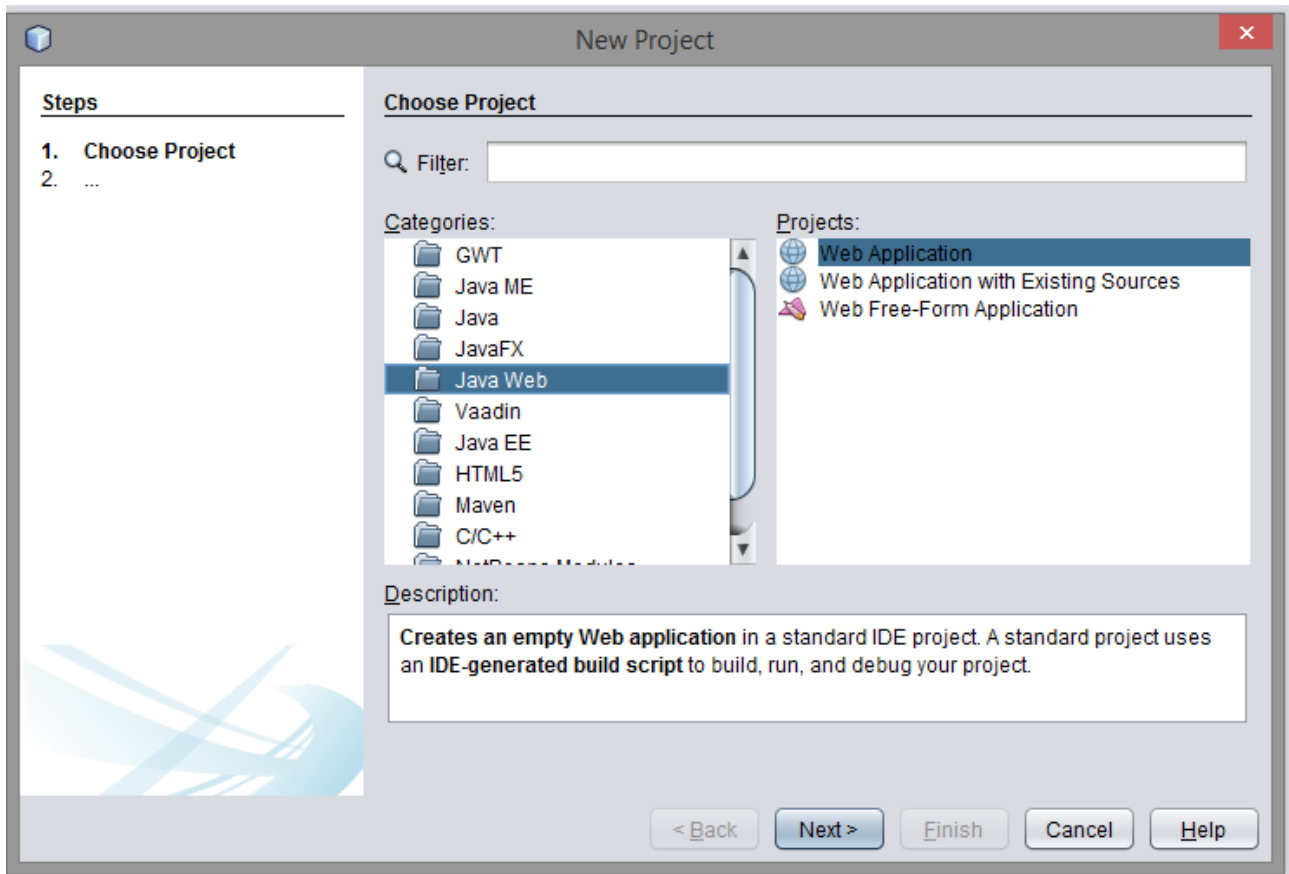 New Project
Steps
1. Choose Project
2. ...
Choose Project
Filter:
Categories:
GWT
Java ME
Java
JavaFX
Java Web
Vaadin
Java EE
HTML5
Maven
C/C++
NetBeans Modules
Projects:
Web Application
Web Application with Existing Sources
Web Free-Form Application
Description:
Creates an empty Web application in a standard IDE project. A standard project uses
an IDE-generated build script to build, run, and debug your project.
< Back
Next >
Finish
Cancel
Help